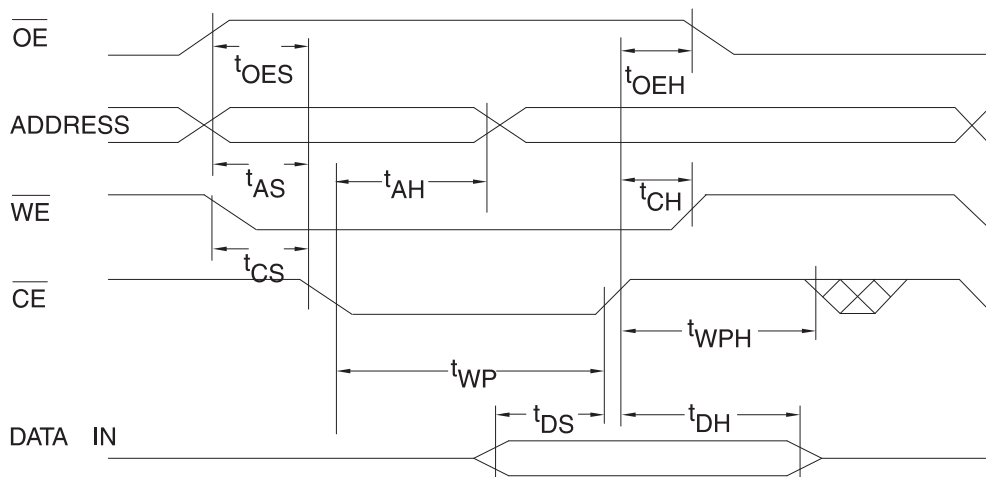 OE
tOES
tOEH
ADDRESS
tAS
tAH
tCH
WE
tCS
CE
tWPH
tWP
tDS
tDH
DATA IN